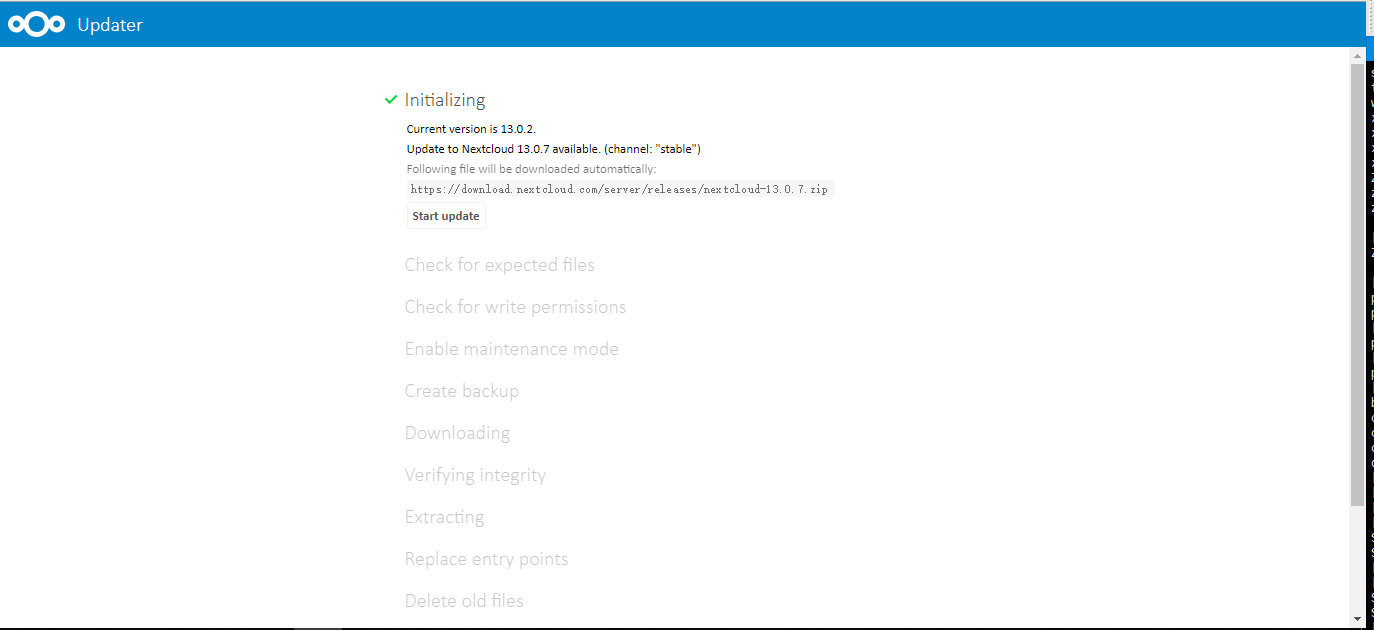 Updater
Initializing
Current version is 13.0.2.
Update to Nextcloud 13.0.7 available. (channel: "stable")
Following file will be downloaded automatically:
https://download.nextcloud.com/server/releases/nextcloud-13.0.7.zip
Start update
Check for expected files
Check for write permissions
Enable maintenance mode
Create backup
Downloading
Verifying integrity
Extracting
Replace entry points
Delete old files